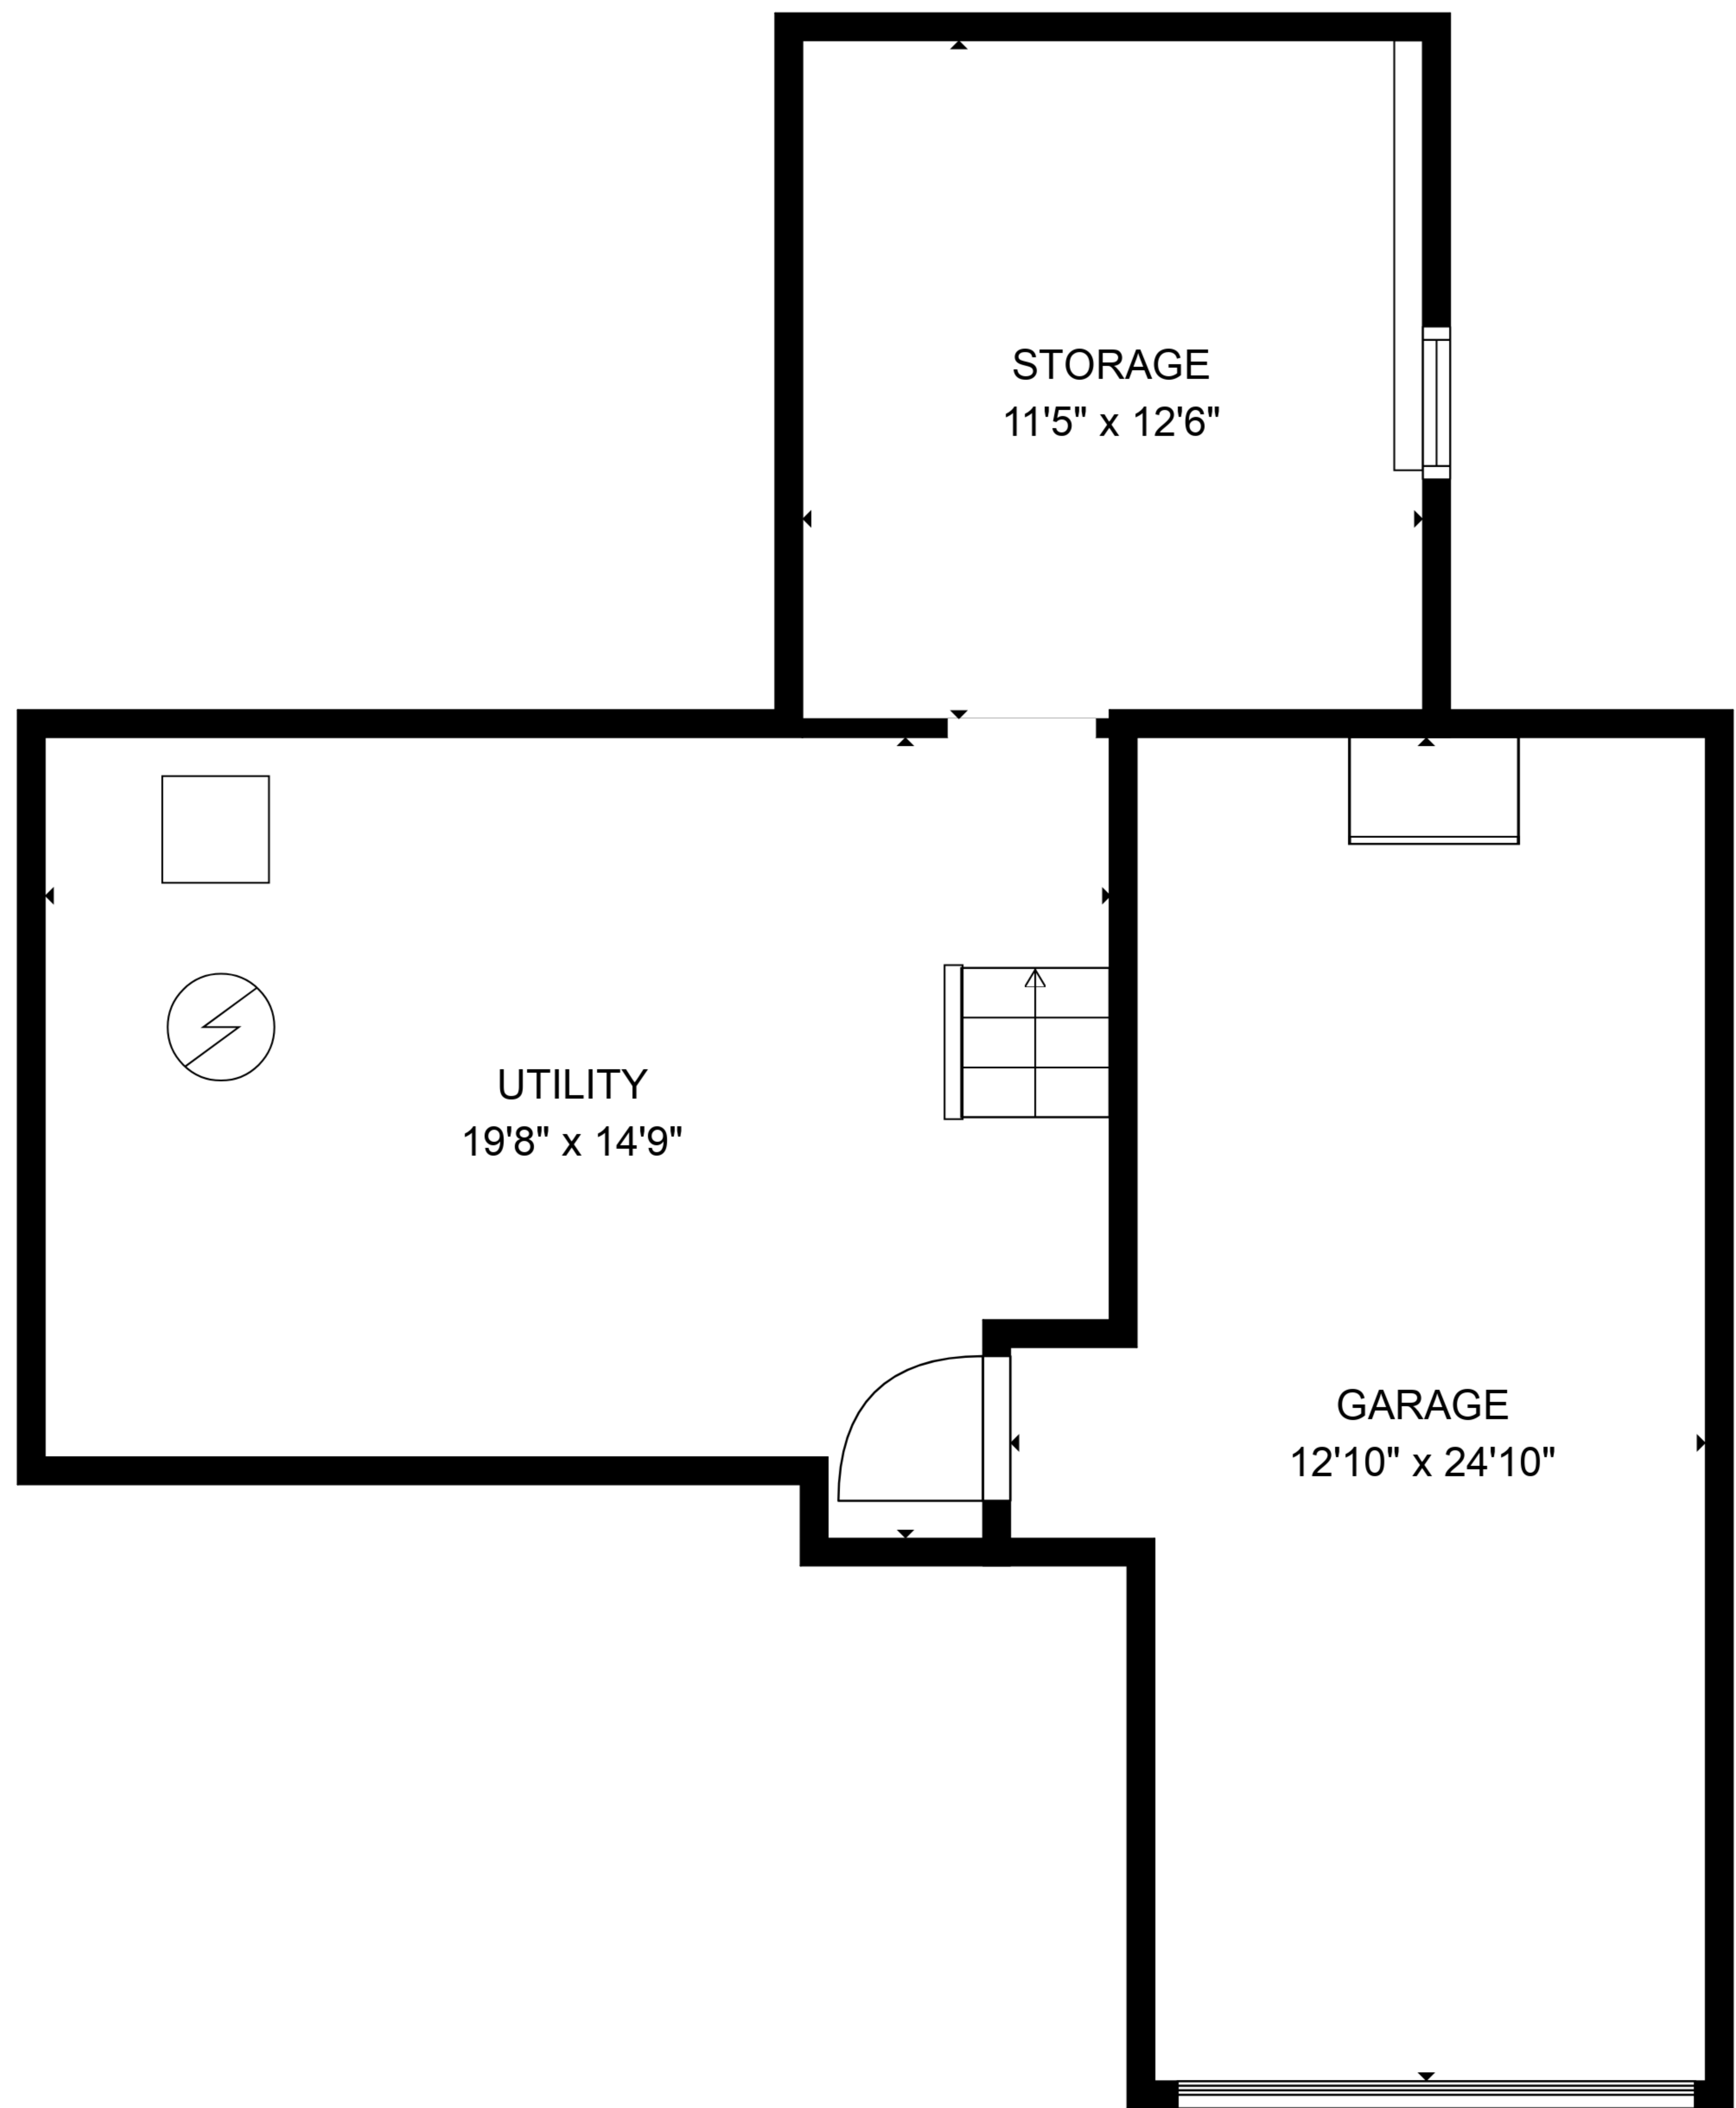 STORAGE
11'5" x 12'6"
UTILITY
19'8" x 14'9"
GARAGE
12'10" x 24'10"